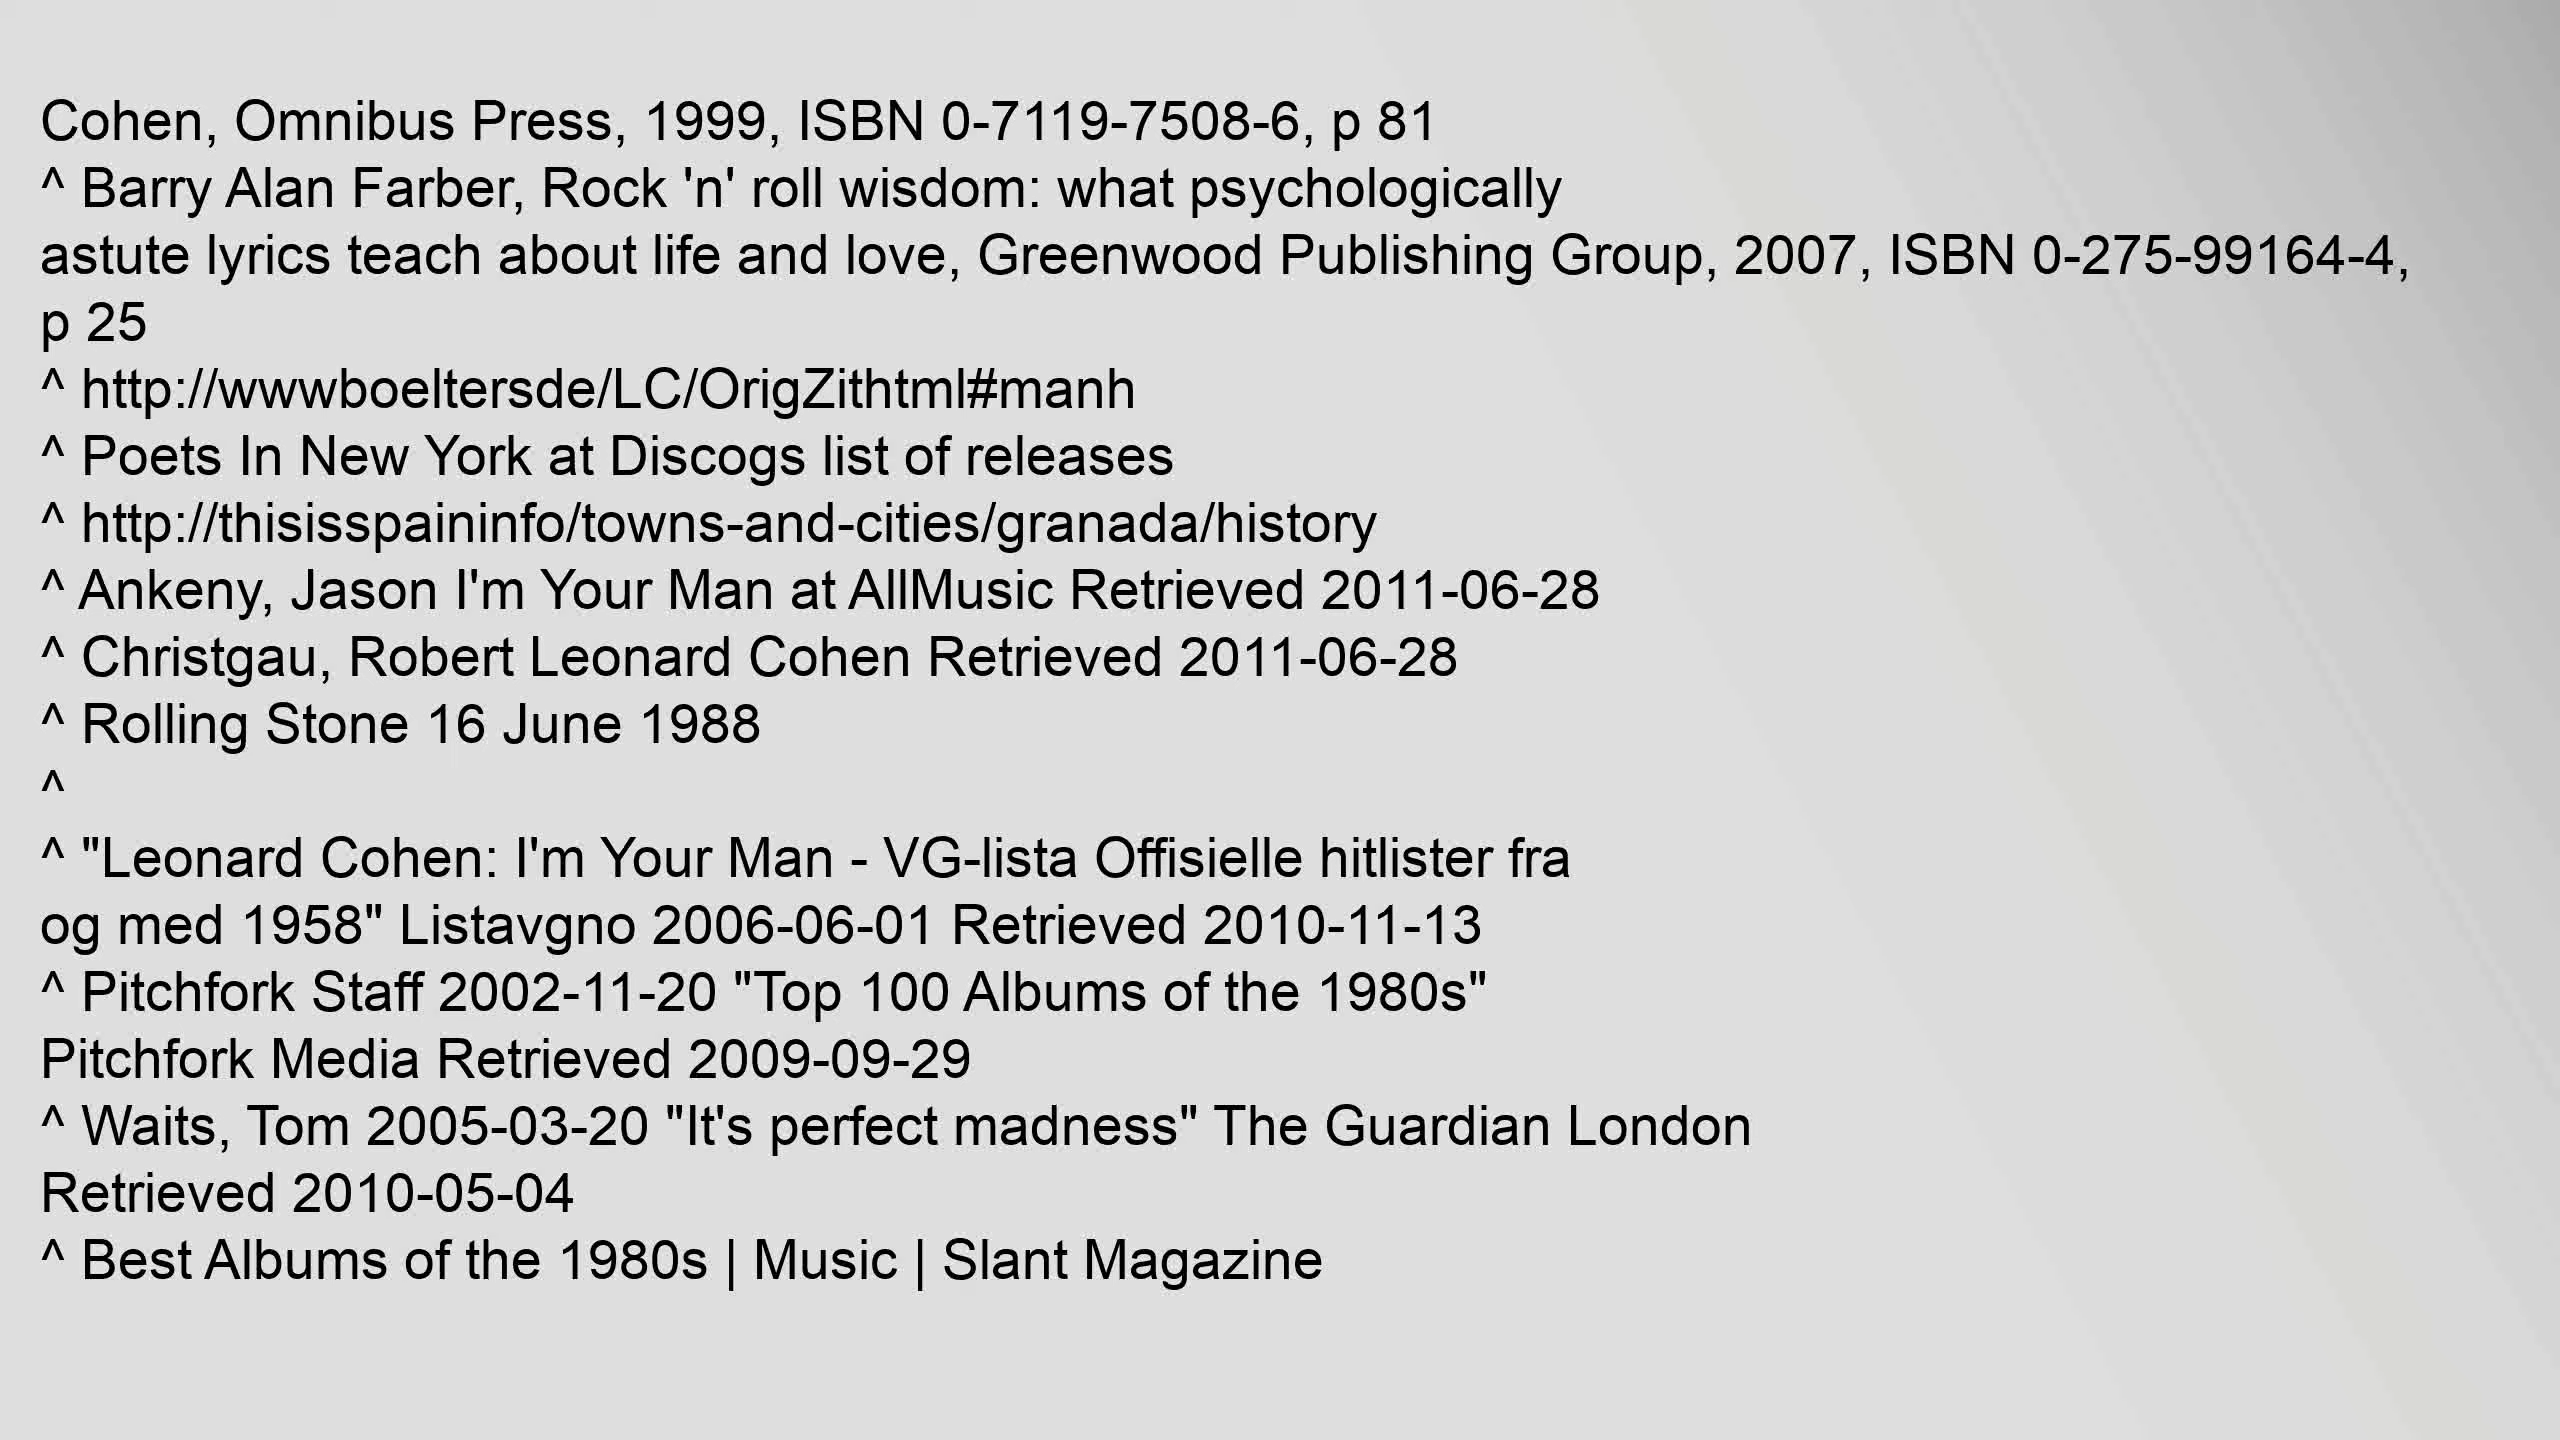 Cohen, Omnibus Press, 1999, ISBN 0-7119-7508-6, p 81
^ Barry Alan Farber, Rock 'n' roll wisdom: what psychologically
astute lyrics teach about life and love, Greenwood Publishing Group, 2007, ISBN 0-275-99164-4,
p 25
^ http://wwwboeltersde/LC/OrigZithtml#manh
^ Poets In New York at Discogs list of releases
^ http://thisisspaininfo/towns-and-cities/granada/history
^ Ankeny, Jason I'm Your Man at AllMusic Retrieved 2011-06-28
^ Christgau, Robert Leonard Cohen Retrieved 2011-06-28
^ Rolling Stone 16 June 1988
^
^ "Leonard Cohen: I'm Your Man - VG-lista Offisielle hitlister fra
og med 1958" Listavgno 2006-06-01 Retrieved 2010-11-13
^ Pitchfork Staff 2002-11-20 "Top 100 Albums of the 1980s"
Pitchfork Media Retrieved 2009-09-29
^ Waits, Tom 2005-03-20 "It's perfect madness" The Guardian London
Retrieved 2010-05-04
^ Best Albums of the 1980s | Music | Slant Magazine